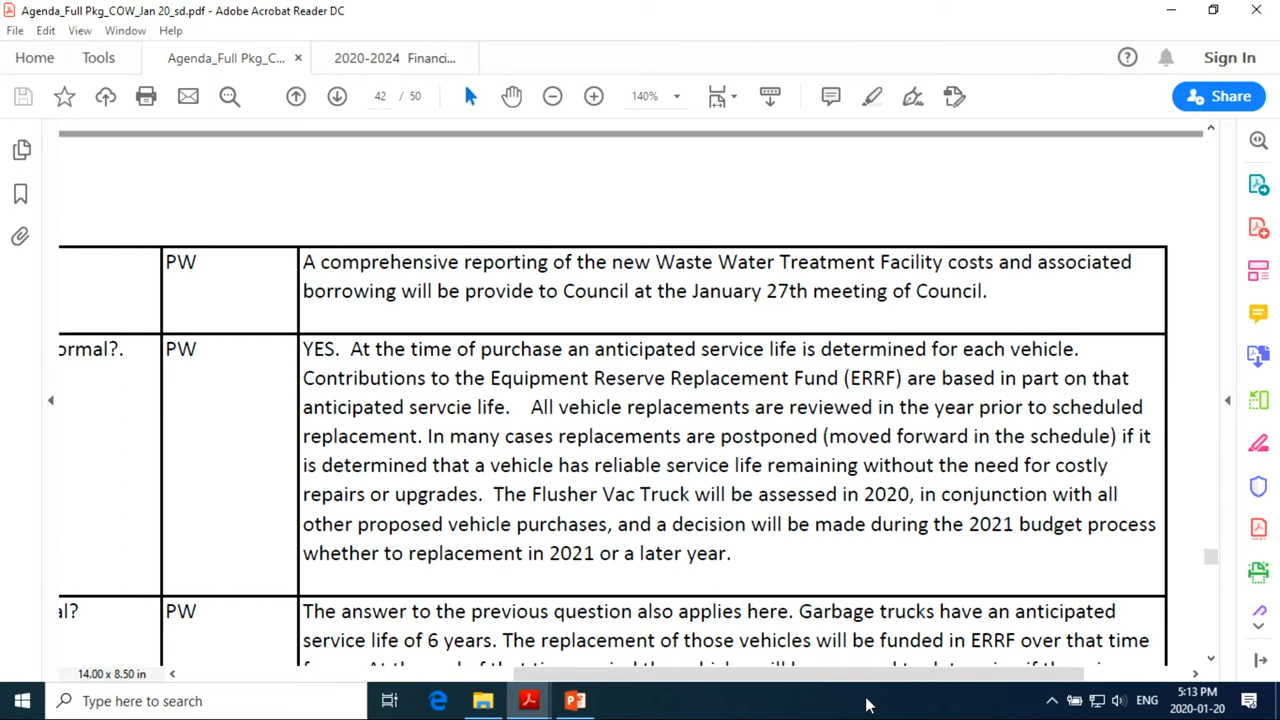 Agenda_Full Pkg_COW_Jan 20_sd.pdf - Adobe Acrobat Reader DC
File Edit View Window Help
Home Tools Agenda_Full Pkg_C... × 2020-2024 Financi... Sign In
42 / 50 140% Share
PW A comprehensive reporting of the new Waste Water Treatment Facility costs and associated
borrowing will be provide to Council at the January 27th meeting of Council.
ormal?. PW YES. At the time of purchase an anticipated service life is determined for each vehicle.
Contributions to the Equipment Reserve Replacement Fund (ERRF) are based in part on that
anticipated servcie life. All vehicle replacements are reviewed in the year prior to scheduled
replacement. In many cases replacements are postponed (moved forward in the schedule) if it
is determined that a vehicle has reliable service life remaining without the need for costly
repairs or upgrades. The Flusher Vac Truck will be assessed in 2020, in conjunction with all
other proposed vehicle purchases, and a decision will be made during the 2021 budget process
whether to replacement in 2021 or a later year.
al? PW The answer to the previous question also applies here. Garbage trucks have an anticipated
service life of 6 years. The replacement of those vehicles will be funded in ERRF over that time
14.00 x 8.50 in
Type here to search
ENG 5:13 PM
2020-01-20